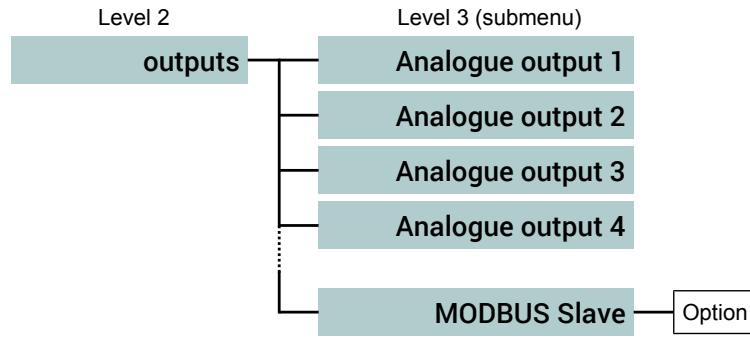 Level 2
Level 3 (submenu)
outputs
Analogue output 1
Analogue output 2
Analogue output 3
Analogue output 4
MODBUS Slave
Option